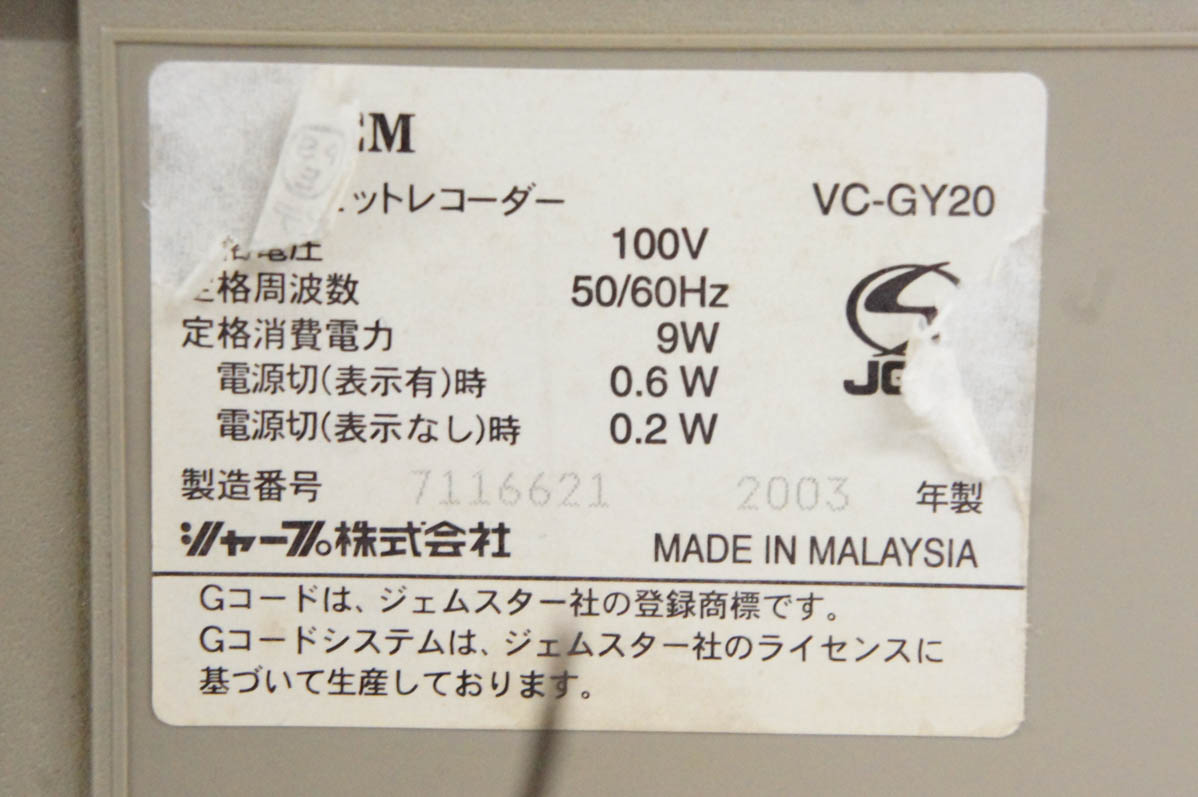 ットレコーダー VC-GY20
電圧 100V
格周波数 50/60Hz
定格消費電力 9W
電源切(表示有)時 0.6 W
電源切(表示なし)時 0.2 W
製造番号 7116621 2003 年製
シャープ株式会社 MADE IN MALAYSIA
Gコードは、ジェムスター社の登録商標です。
Gコードシステムは、ジェムスター社のライセンスに
基づいて生産しております。